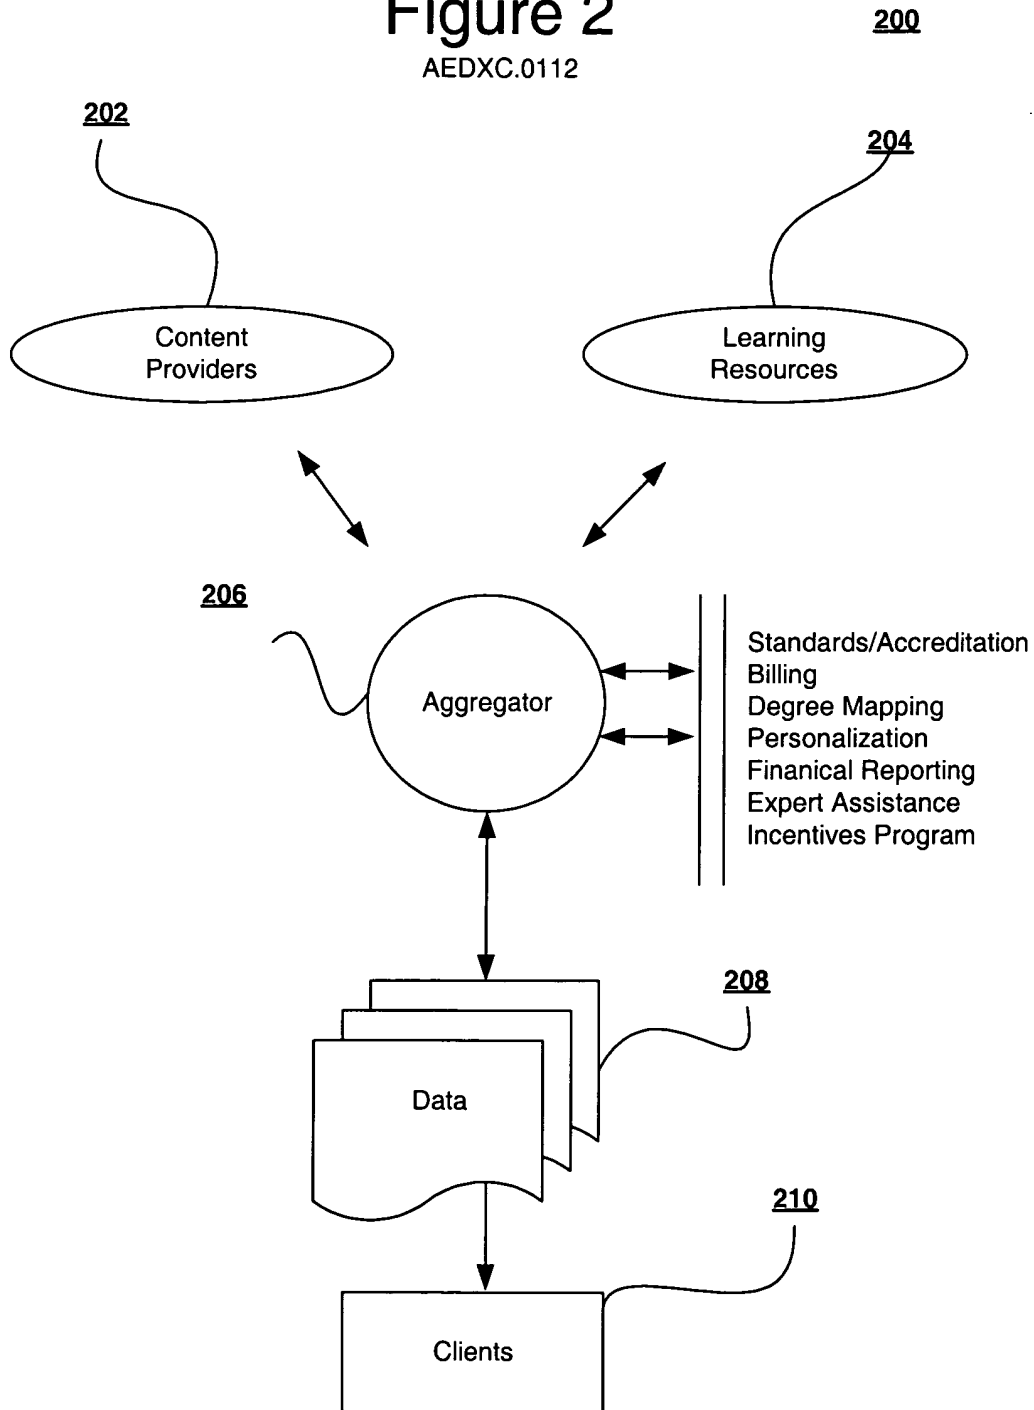 Figure 2
200
AEDXC.0112
202
204
Content
Providers
Learning
Resources
206
Aggregator
Standards/Accreditation
Billing
Degree Mapping
Personalization
Finanical Reporting
Expert Assistance
Incentives Program
208
Data
210
Clients